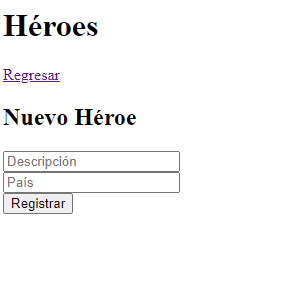 Héroes
Regresar
Nuevo Héroe
Descripción
País
Registrar